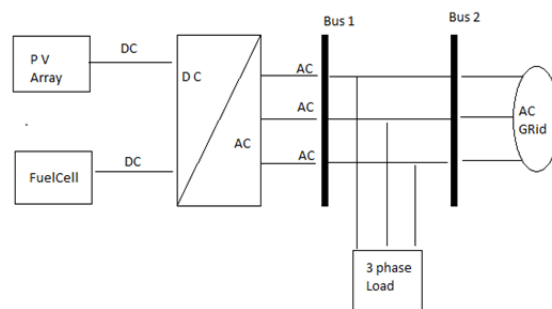 Bus 1
Bus 2
P V
Array
DC
D C
AC
AC
AC
AC
AC
GRid
DC
FuelCell
3 phase
Load